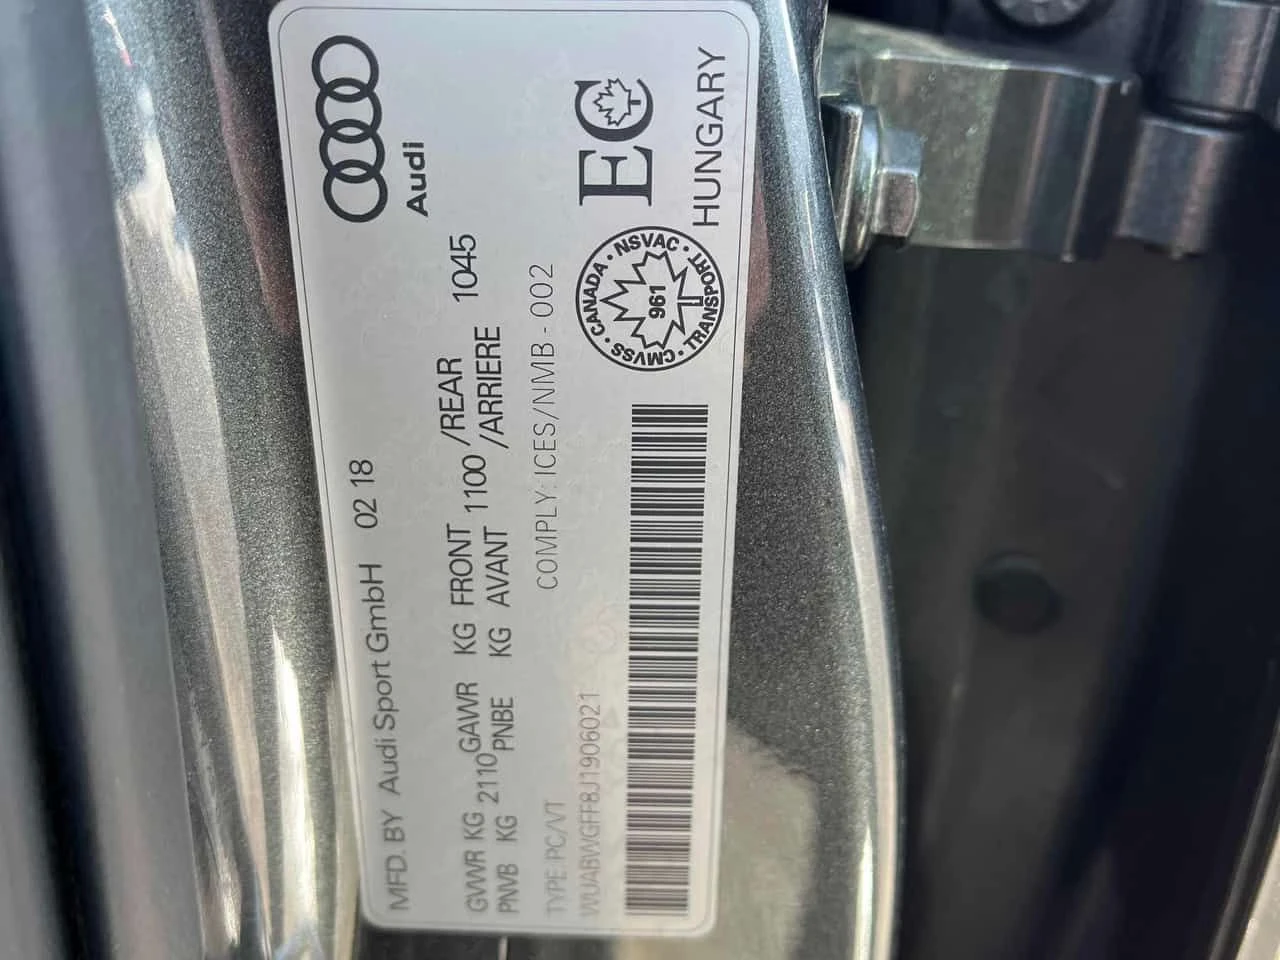 Audi
MFD. BY Audi Sport GmbH 02 18
GVWR KG 2110 GAWR KG FRONT 1100 /REAR 1045
PNVB KG PNBE KG AVANT /ARRIERE
TYPE: PC/VT COMPLY: ICES/NMB - 002
WUABWGFF8J1906021
CMVSS · CANADA · NSVAC · TRANSPORT ·
961
EC
HUNGARY